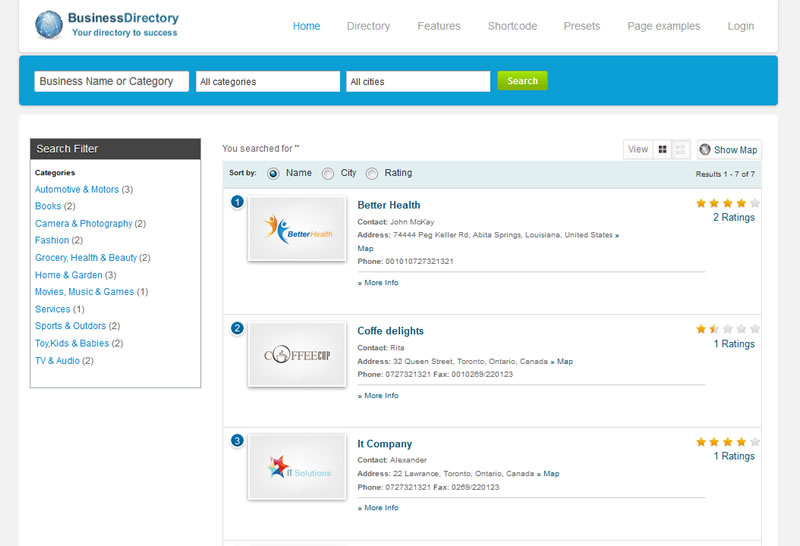 BusinessDirectory
Your directory to success
Home Directory Features Shortcode Presets Page examples Login
Business Name or Category All categories All cities Search
Search Filter
Categories
Automotive & Motors (3)
Books (2)
Camera & Photography (2)
Fashion (2)
Grocery, Health & Beauty (2)
Home & Garden (3)
Movies, Music & Games (1)
Services (1)
Sports & Outdors (2)
Toy,Kids & Babies (2)
TV & Audio (2)
You searched for ""
View Show Map
Sort by: Name City Rating Results 1 - 7 of 7
1
BetterHealth
Better Health
Contact: John McKay
Address: 74444 Peg Keller Rd, Abita Springs, Louisiana, United States »
Map
Phone: 001010727321321
» More Info
2 Ratings
2
COFFEECUP
Coffe delights
Contact: Rita
Address: 32 Queen Street, Toronto, Ontario, Canada » Map
Phone: 0727321321 Fax: 0010269/220123
» More Info
1 Ratings
3
IT Solutions
It Company
Contact: Alexander
Address: 22 Lawrance, Toronto, Ontario, Canada » Map
Phone: 0727321321 Fax: 0269/220123
» More Info
1 Ratings